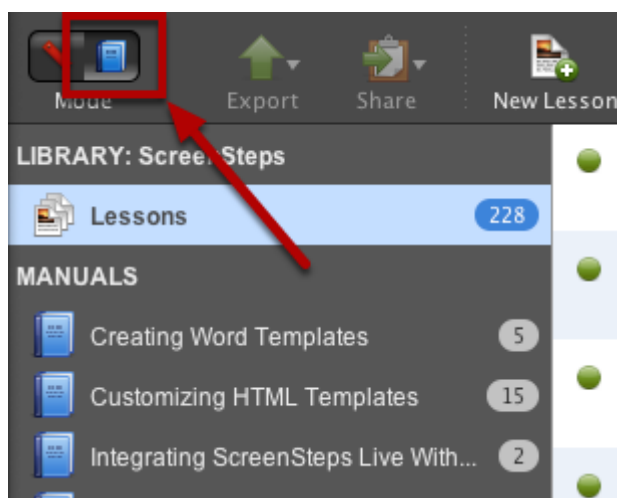 Mode
Export
Share
New Lesson
LIBRARY: ScreenSteps
Lessons
228
MANUALS
Creating Word Templates
5
Customizing HTML Templates
15
Integrating ScreenSteps Live With...
2